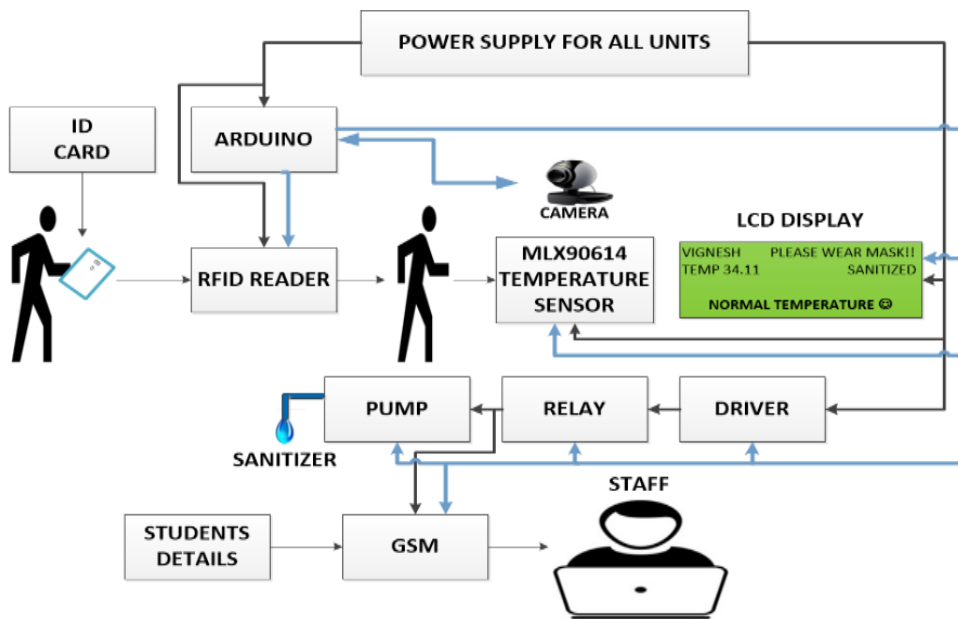 POWER SUPPLY FOR ALL UNITS
ID
CARD
ARDUINO
CAMERA
LCD DISPLAY
RFID READER
MLX90614
TEMPERATURE
SENSOR
VIGNESH PLEASE WEAR MASK!!
TEMP 34.11 SANITIZED
NORMAL TEMPERATURE ☺
PUMP
RELAY
DRIVER
SANITIZER
STAFF
STUDENTS
DETAILS
GSM